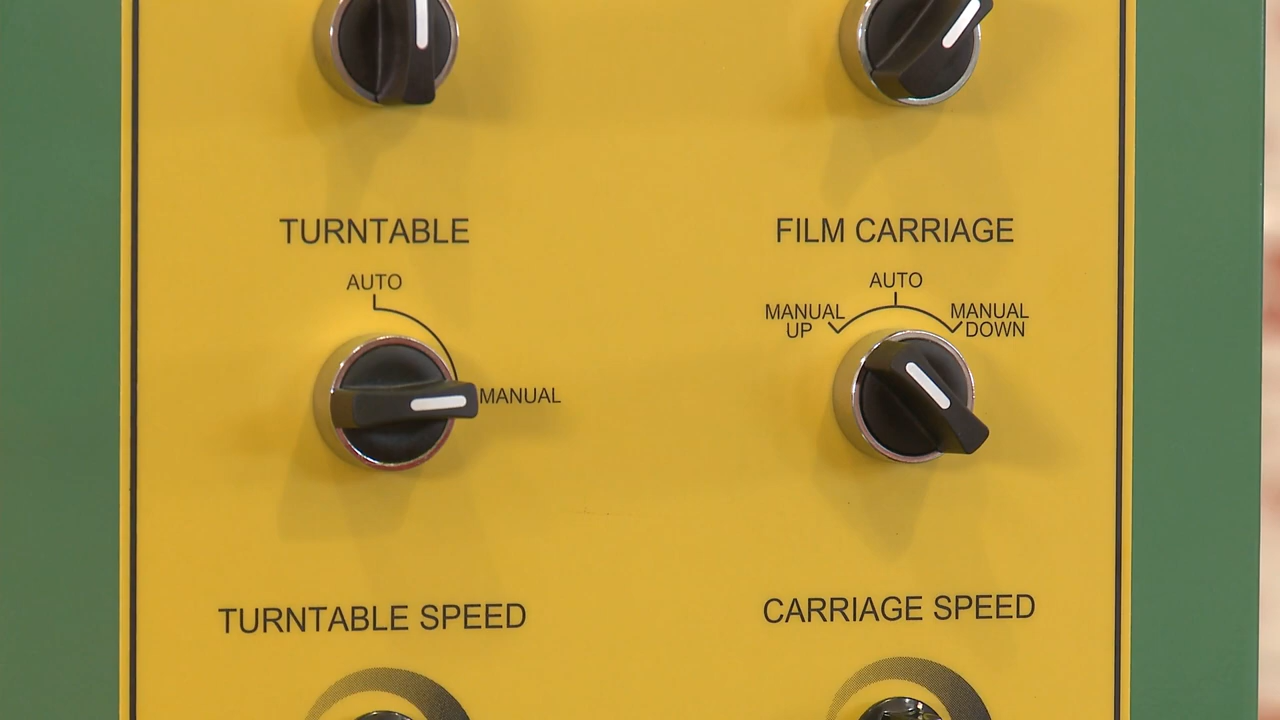 TURNTABLE
AUTO
MANUAL
FILM CARRIAGE
AUTO
MANUAL
UP
MANUAL
DOWN
TURNTABLE SPEED
CARRIAGE SPEED